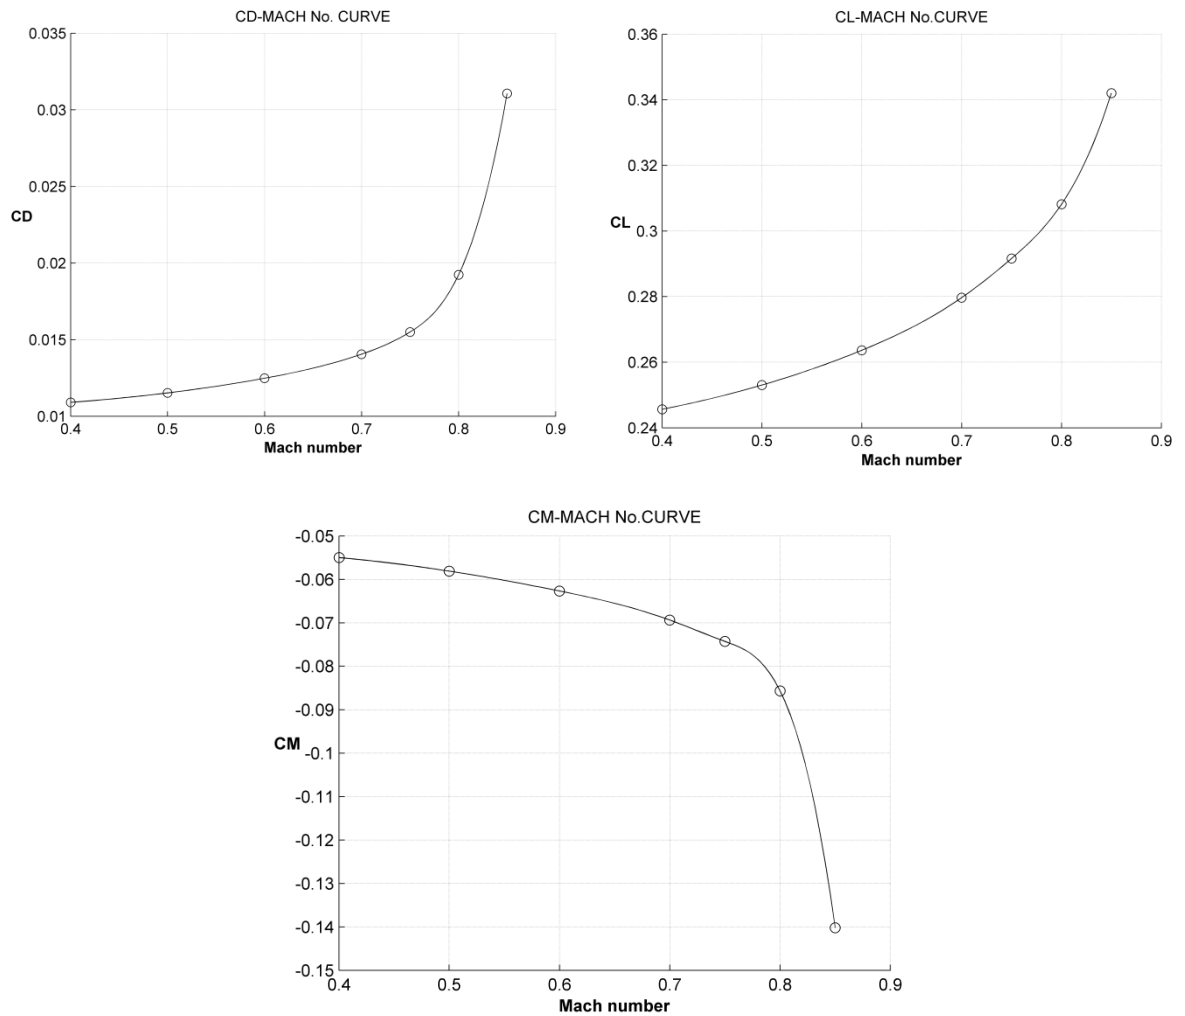 CD-MACH No. CURVE
0.035
0.03
0.025
CD
0.02
0.015
0.01
0.4 0.5 0.6 0.7 0.8 0.9
Mach number
CL-MACH No.CURVE
0.36
0.34
0.32
CL
0.3
0.28
0.26
0.24
0.4 0.5 0.6 0.7 0.8 0.9
Mach number
CM-MACH No.CURVE
-0.05
-0.06
-0.07
-0.08
-0.09
CM
-0.1
-0.11
-0.12
-0.13
-0.14
-0.15
0.4 0.5 0.6 0.7 0.8 0.9
Mach number